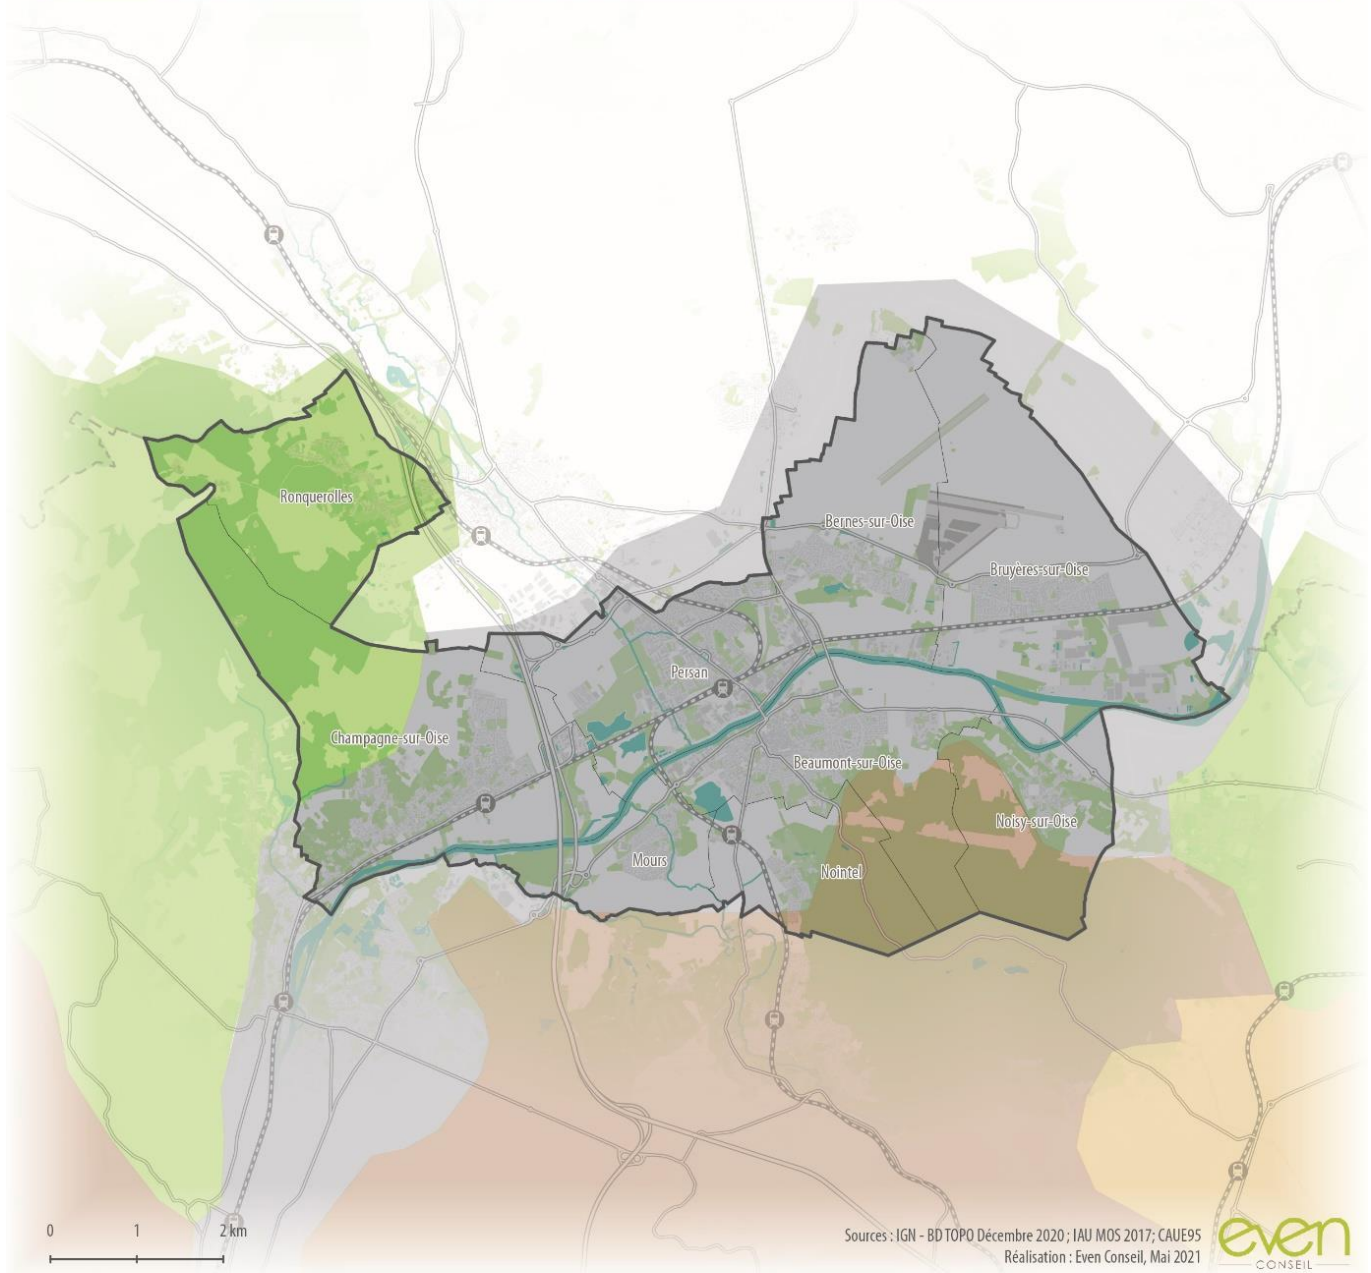 Ronquerolles
Bernes-sur-Oise
Bruyères-sur-Oise
Persan
Champagne-sur-Oise
Beaumont-sur-Oise
Noisy-sur-Oise
Mours
Nointel
0 1 2 km
Sources : IGN - BD TOPO Décembre 2020 ; IAU MOS 2017; CAUE95
Réalisation : Even Conseil, Mai 2021
even
CONSEIL